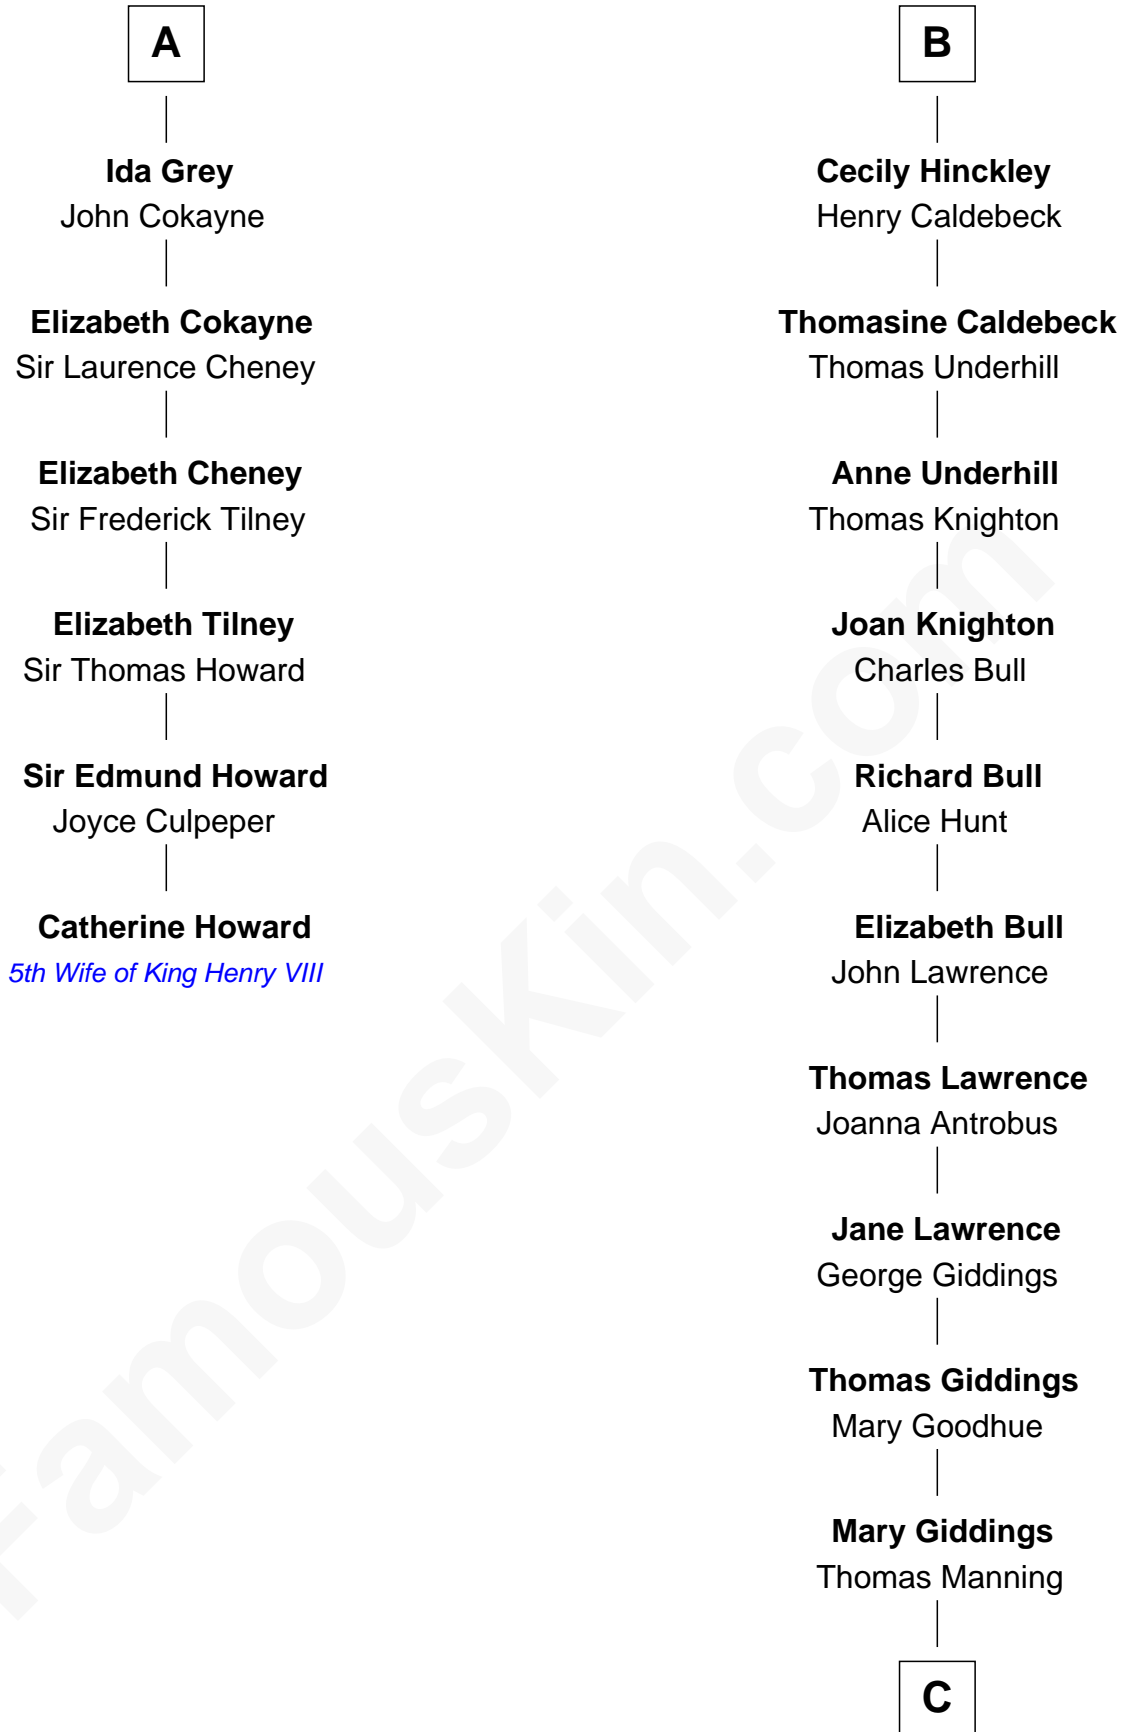 A
Ida Grey
John Cokayne
Elizabeth Cokayne
Sir Laurence Cheney
Elizabeth Cheney
Sir Frederick Tilney
Elizabeth Tilney
Sir Thomas Howard
Sir Edmund Howard
Joyce Culpeper
Catherine Howard
5th Wife of King Henry VIII
B
Cecily Hinckley
Henry Caldebeck
Thomasine Caldebeck
Thomas Underhill
Anne Underhill
Thomas Knighton
Joan Knighton
Charles Bull
Richard Bull
Alice Hunt
Elizabeth Bull
John Lawrence
Thomas Lawrence
Joanna Antrobus
Jane Lawrence
George Giddings
Thomas Giddings
Mary Goodhue
Mary Giddings
Thomas Manning
C
FamousKin.com